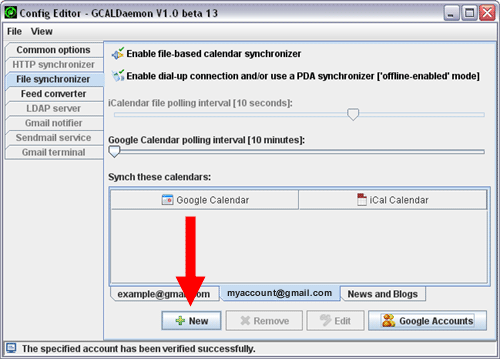 Config Editor - GCALDaemon V1.0 beta 13
File View
Common options
HTTP synchronizer
File synchronizer
Feed converter
LDAP server
Gmail notifier
Sendmail service
Gmail terminal
Enable file-based calendar synchronizer
Enable dial-up connection and/or use a PDA synchronizer ['offline-enabled' mode]
iCalendar file polling interval [10 seconds]:
Google Calendar polling interval [10 minutes]:
Synch these calendars:
Google Calendar iCal Calendar
myaccount@gmail.com News and Blogs
New Remove Edit Google Accounts
The specified account has been verified successfully.